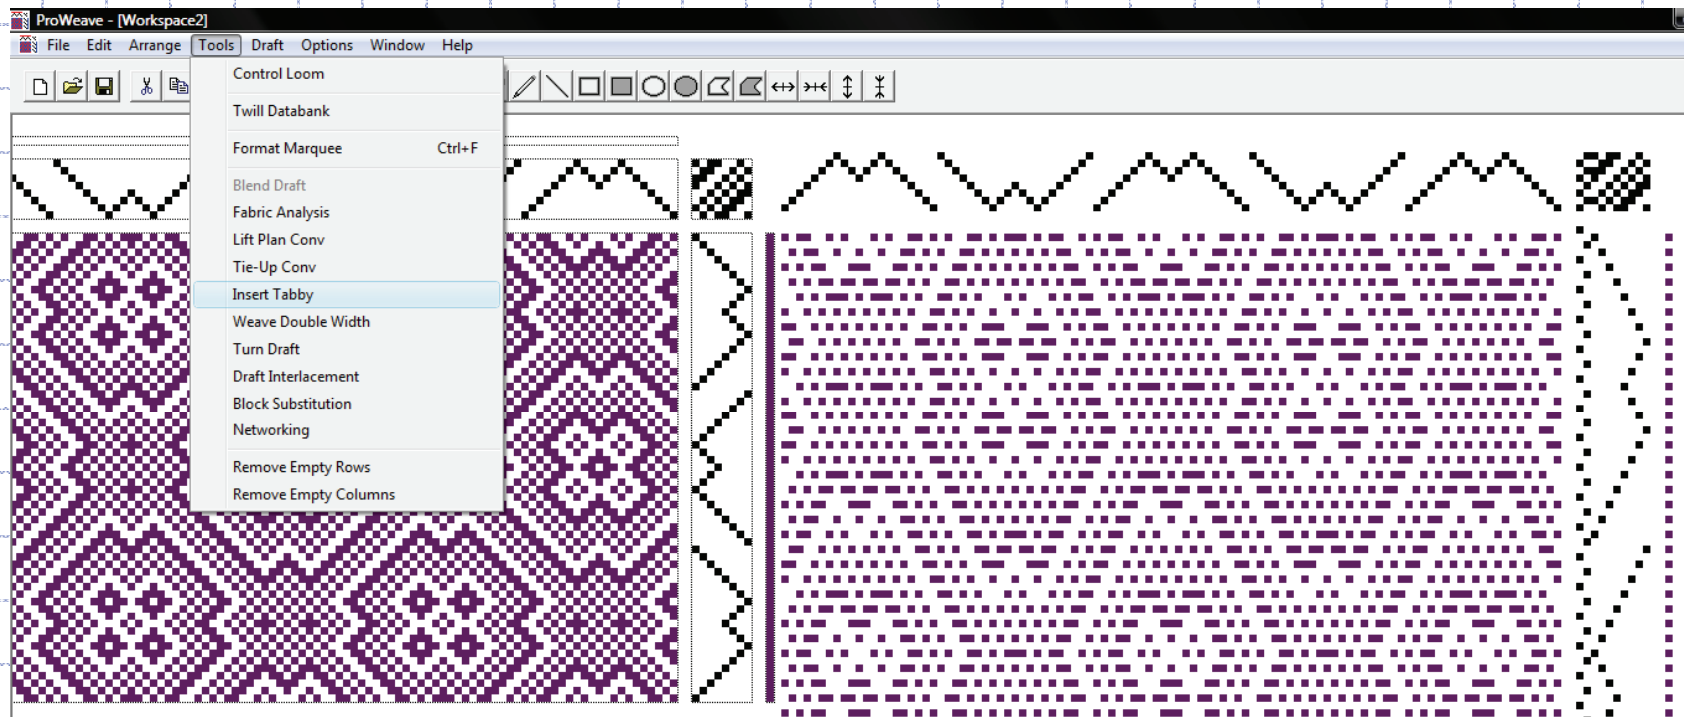 ProWeave - [Workspace2]
File Edit Arrange Tools Draft Options Window Help
Control Loom
Twill Databank
Format Marquee Ctrl+F
Blend Draft
Fabric Analysis
Lift Plan Conv
Tie-Up Conv
Insert Tabby
Weave Double Width
Turn Draft
Draft Interlacement
Block Substitution
Networking
Remove Empty Rows
Remove Empty Columns